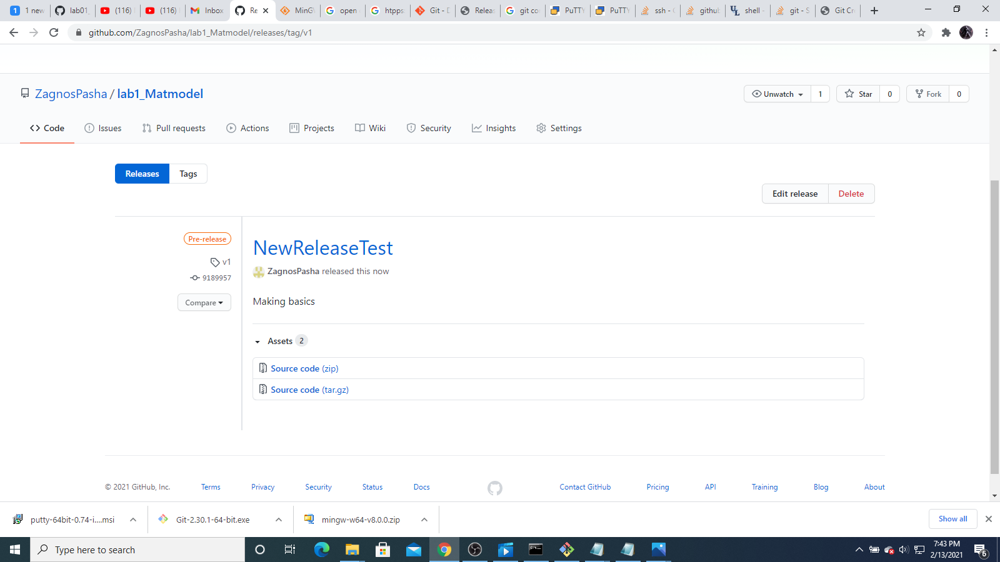 1 1 new
lab01_
(116)
(116)
Inbox
Re
MinG
open
htpps
Git - D
Releas
git co
PuTTY
PuTTY
ssh - C
github
shell -
git - S
Git Cr
github.com/ZagnosPasha/lab1_Matmodel/releases/tag/v1
ZagnosPasha / lab1_Matmodel
Unwatch 1
Star 0
Fork 0
Code
Issues
Pull requests
Actions
Projects
Wiki
Security
Insights
Settings
Releases
Tags
Edit release
Delete
Pre-release
v1
9189957
Compare
NewReleaseTest
ZagnosPasha released this now
Making basics
Assets 2
Source code (zip)
Source code (tar.gz)
© 2021 GitHub, Inc.
Terms
Privacy
Security
Status
Docs
Contact GitHub
Pricing
API
Training
Blog
About
putty-64bit-0.74-i....msi
Git-2.30.1-64-bit.exe
mingw-w64-v8.0.0.zip
Show all
Type here to search
7:43 PM
2/13/2021
6